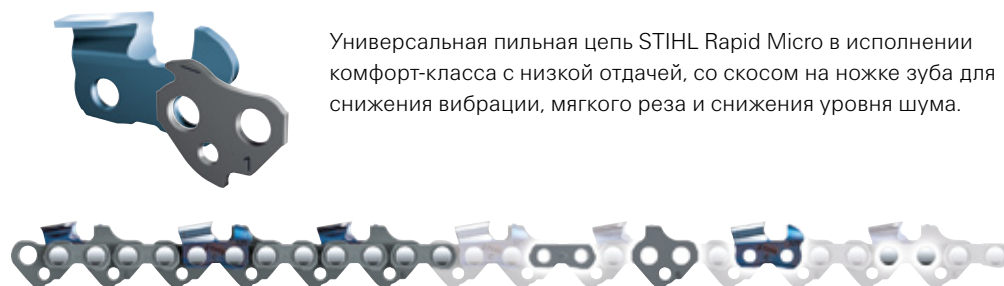 Универсальная пильная цепь STIHL Rapid Micro в исполнении
комфорт-класса с низкой отдачей, со скосом на ножке зуба для
снижения вибрации, мягкого реза и снижения уровня шума.
1